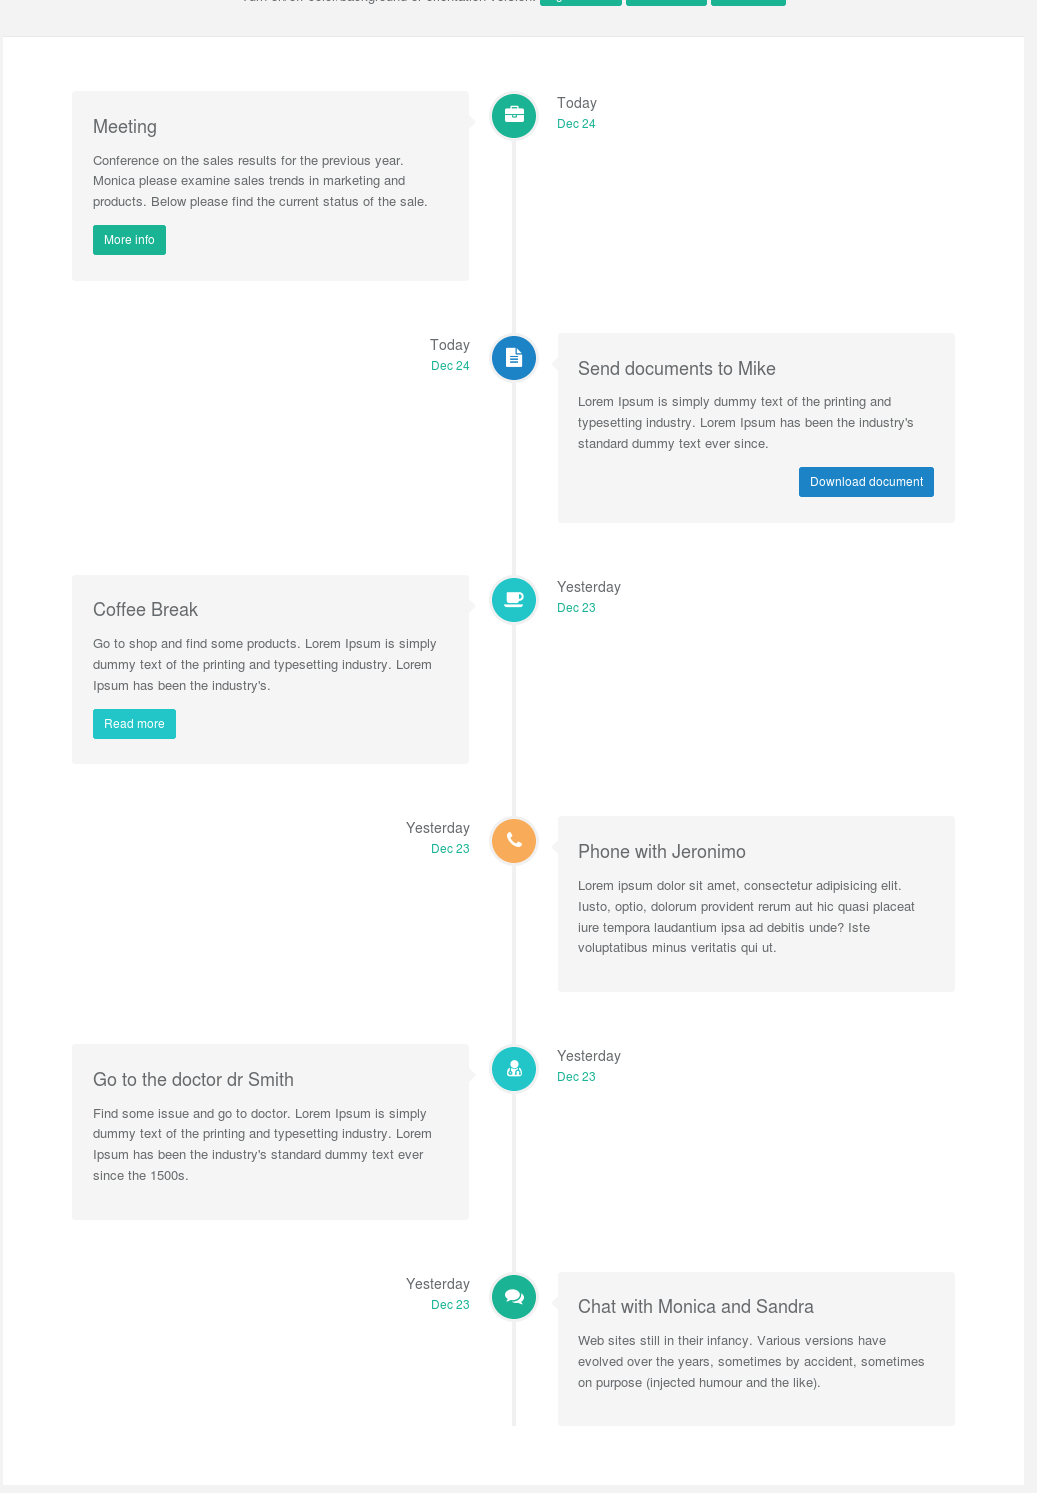 Meeting
Conference on the sales results for the previous year.
Monica please examine sales trends in marketing and
products. Below please find the current status of the sale.
More info
Today
Dec 24
Today
Dec 24
Send documents to Mike
Lorem Ipsum is simply dummy text of the printing and
typesetting industry. Lorem Ipsum has been the industry's
standard dummy text ever since.
Download document
Coffee Break
Go to shop and find some products. Lorem Ipsum is simply
dummy text of the printing and typesetting industry. Lorem
Ipsum has been the industry's.
Read more
Yesterday
Dec 23
Yesterday
Dec 23
Phone with Jeronimo
Lorem ipsum dolor sit amet, consectetur adipisicing elit.
Iusto, optio, dolorum provident rerum aut hic quasi placeat
iure tempora laudantium ipsa ad debitis unde? Iste
voluptatibus minus veritatis qui ut.
Go to the doctor dr Smith
Find some issue and go to doctor. Lorem Ipsum is simply
dummy text of the printing and typesetting industry. Lorem
Ipsum has been the industry's standard dummy text ever
since the 1500s.
Yesterday
Dec 23
Yesterday
Dec 23
Chat with Monica and Sandra
Web sites still in their infancy. Various versions have
evolved over the years, sometimes by accident, sometimes
on purpose (injected humour and the like).